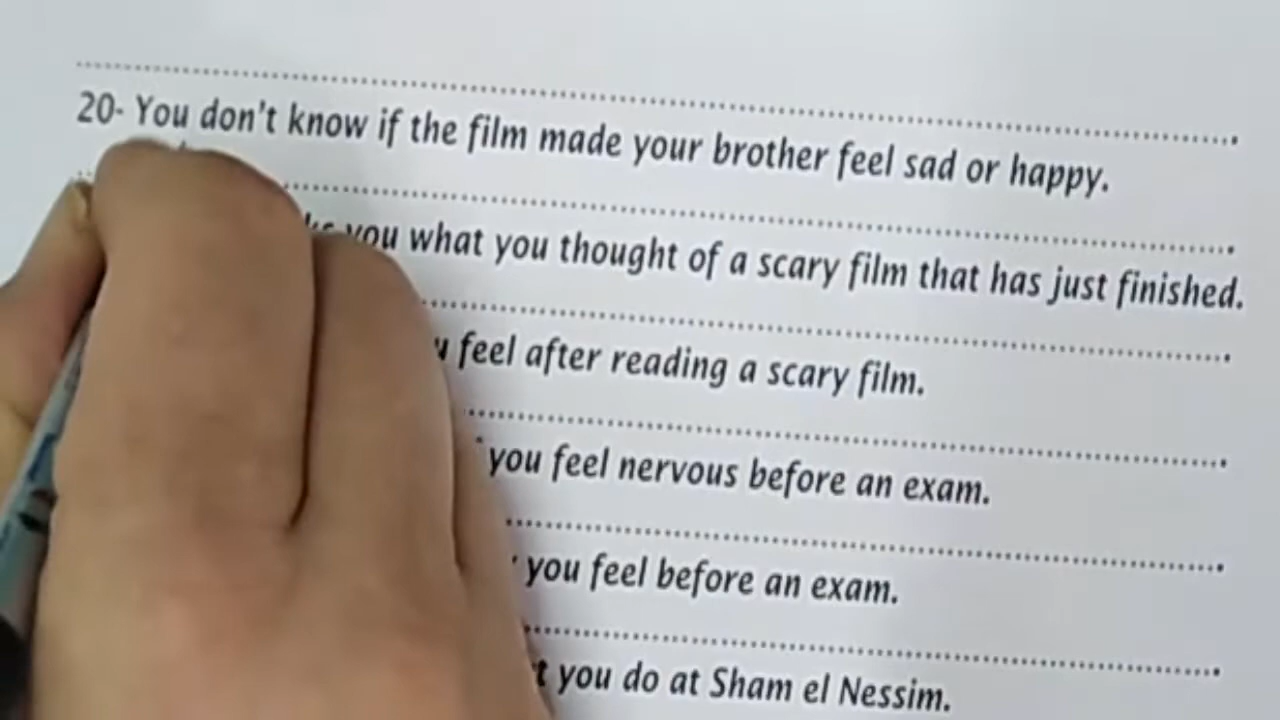 20- You don't know if the film made your brother feel sad or happy.
you what you thought of a scary film that has just finished.
feel after reading a scary film.
you feel nervous before an exam.
you feel before an exam.
you do at Sham el Nessim.